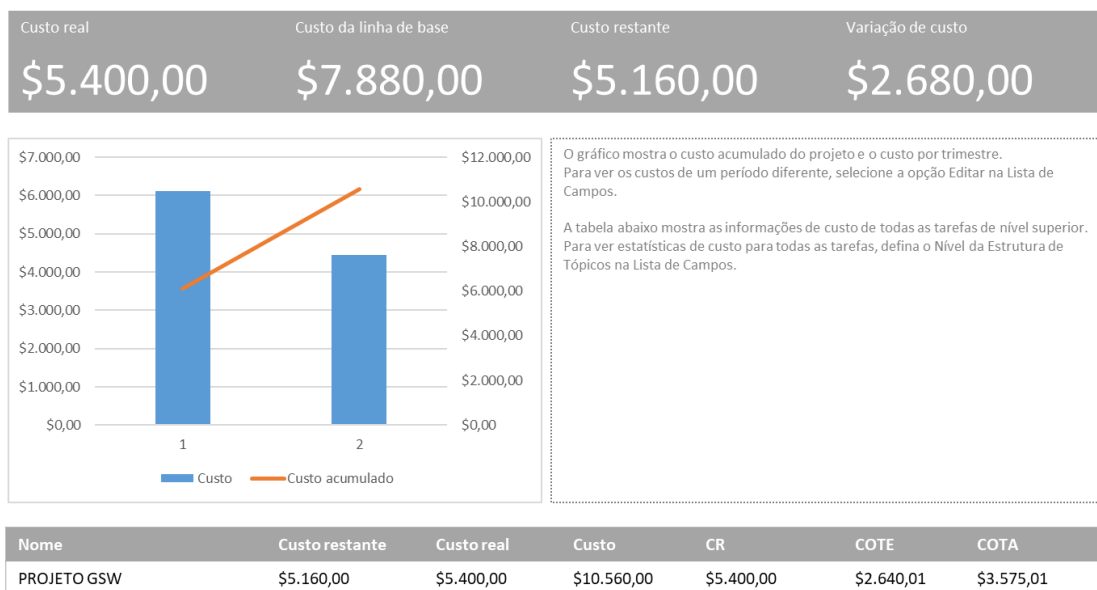 Custo real
Custo da linha de base
Custo restante
Variação de custo
$5.400,00
$7.880,00
$5.160,00
$2.680,00
$7.000,00
$6.000,00
$5.000,00
$4.000,00
$3.000,00
$2.000,00
$1.000,00
$0,00
$12.000,00
$10.000,00
$8.000,00
$6.000,00
$4.000,00
$2.000,00
$0,00
1
2
Custo
Custo acumulado
O gráfico mostra o custo acumulado do projeto e o custo por trimestre.
Para ver os custos de um período diferente, selecione a opção Editar na Lista de
Campos.
A tabela abaixo mostra as informações de custo de todas as tarefas de nível superior.
Para ver estatísticas de custo para todas as tarefas, defina o Nível da Estrutura de
Tópicos na Lista de Campos.
Nome Custo restante Custo real Custo CR COTE COTA
PROJETO GSW $5.160,00 $5.400,00 $10.560,00 $5.400,00 $2.640,01 $3.575,01